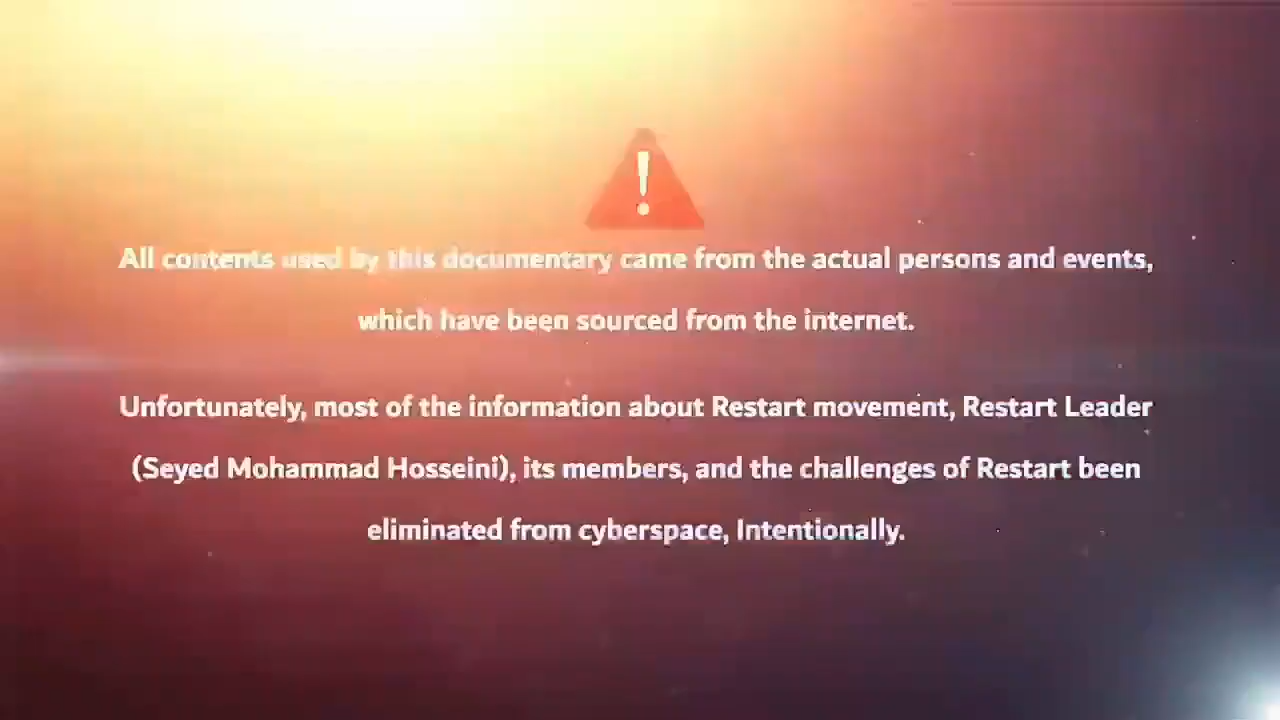 All contents used by this documentary came from the actual persons and events,
which have been sourced from the internet.
Unfortunately, most of the information about Restart movement, Restart Leader
(Seyed Mohammad Hosseini), its members, and the challenges of Restart been
eliminated from cyberspace, Intentionally.